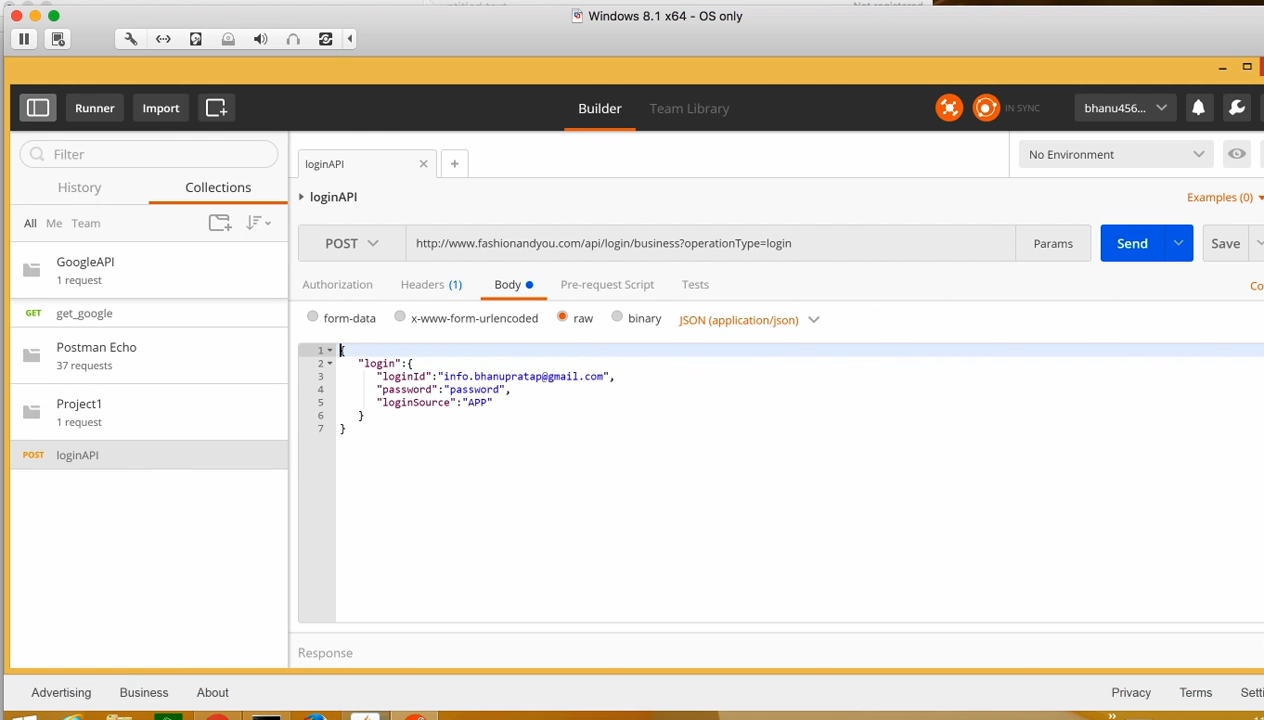 Windows 8.1 x64 - OS only
Runner Import Builder Team Library IN SYNC bhanu456...
Filter
loginAPI
No Environment
History Collections
loginAPI
Examples (0)
All Me Team
POST http://www.fashionandyou.com/api/login/business?operationType=login Params Send Save
GoogleAPI
1 request
Authorization Headers (1) Body Pre-request Script Tests Co
GET get_google
form-data x-www-form-urlencoded raw binary JSON (application/json)
Postman Echo
37 requests
Project1
1 request
POST loginAPI
1 {
2 "login":{
3 "loginId":"info.bhanupratap@gmail.com",
4 "password":"password",
5 "loginSource":"APP"
6 }
7 }
Response
Advertising Business About Privacy Terms Setti